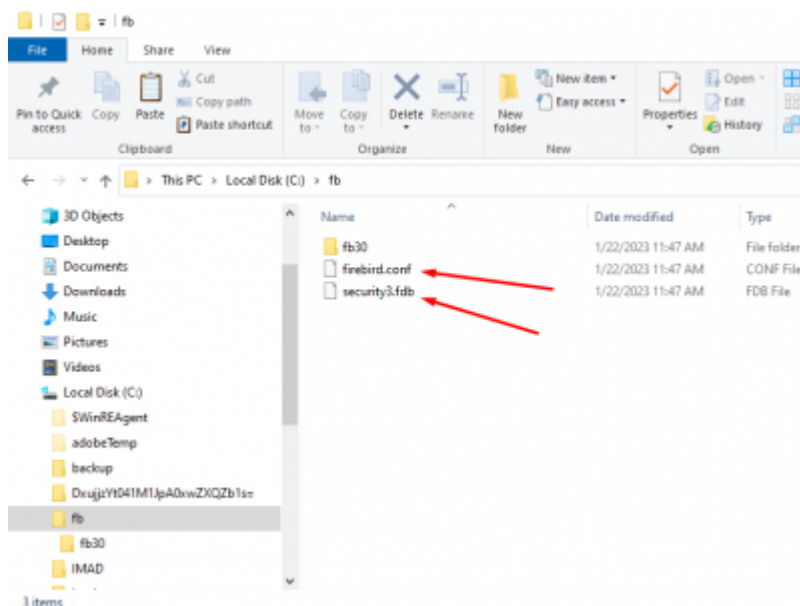 fb
File Home Share View
Pin to Quick access
Copy
Paste
Cut
Copy path
Paste shortcut
Clipboard
Move to
Copy to
Delete
Rename
Organize
New folder
New item
Easy access
New
Properties
Open
Edit
History
Open
This PC > Local Disk (C:) > fb
3D Objects
Desktop
Documents
Downloads
Music
Pictures
Videos
Local Disk (C:)
$WinREAgent
adobeTemp
backup
fb
fb30
IMAD
Name Date modified Type
fb30 1/22/2023 11:47 AM File folder
firebird.conf 1/22/2023 11:47 AM CONF File
security3.fdb 1/22/2023 11:47 AM FDB File
3 items